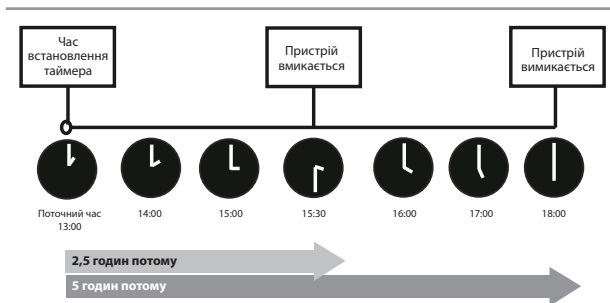 Час
встановлення
таймера
Пристрій
вмикається
Пристрій
вимикається
Поточний час
13:00
14:00
15:00
15:30
16:00
17:00
18:00
2,5 годин потому
5 годин потому